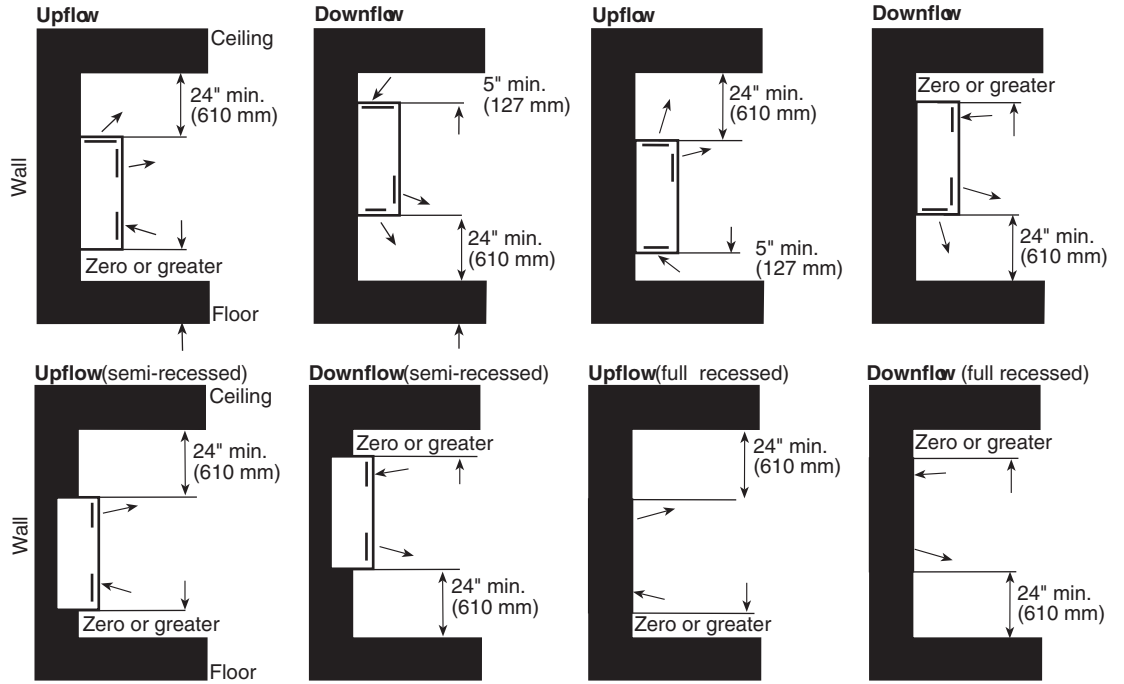 Upflow
Ceiling
24" min.
(610 mm)
Wall
Zero or greater
Floor
Downflow
5" min.
(127 mm)
24" min.
(610 mm)
Upflow
24" min.
(610 mm)
5" min.
(127 mm)
Downflow
Zero or greater
24" min.
(610 mm)
Upflow (semi-recessed)
Ceiling
24" min.
(610 mm)
Wall
Zero or greater
Floor
Downflow (semi-recessed)
Zero or greater
24" min.
(610 mm)
Upflow (full recessed)
24" min.
(610 mm)
Zero or greater
Downflow (full recessed)
Zero or greater
24" min.
(610 mm)